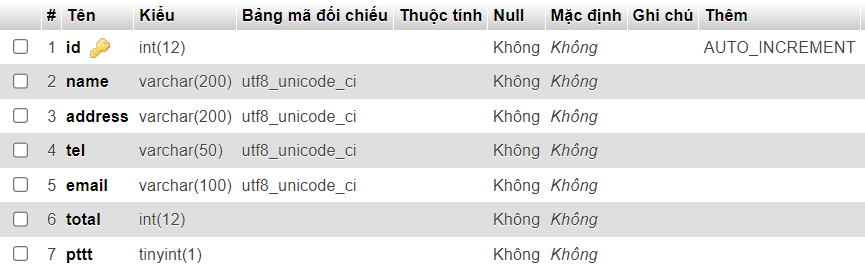 # Tên Kiểu Bảng mã đối chiếu Thuộc tính Null Mặc định Ghi chú Thêm
1 id int(12) Không Không AUTO_INCREMENT
2 name varchar(200) utf8_unicode_ci Không Không
3 address varchar(200) utf8_unicode_ci Không Không
4 tel varchar(50) utf8_unicode_ci Không Không
5 email varchar(100) utf8_unicode_ci Không Không
6 total int(12) Không Không
7 pttt tinyint(1) Không Không